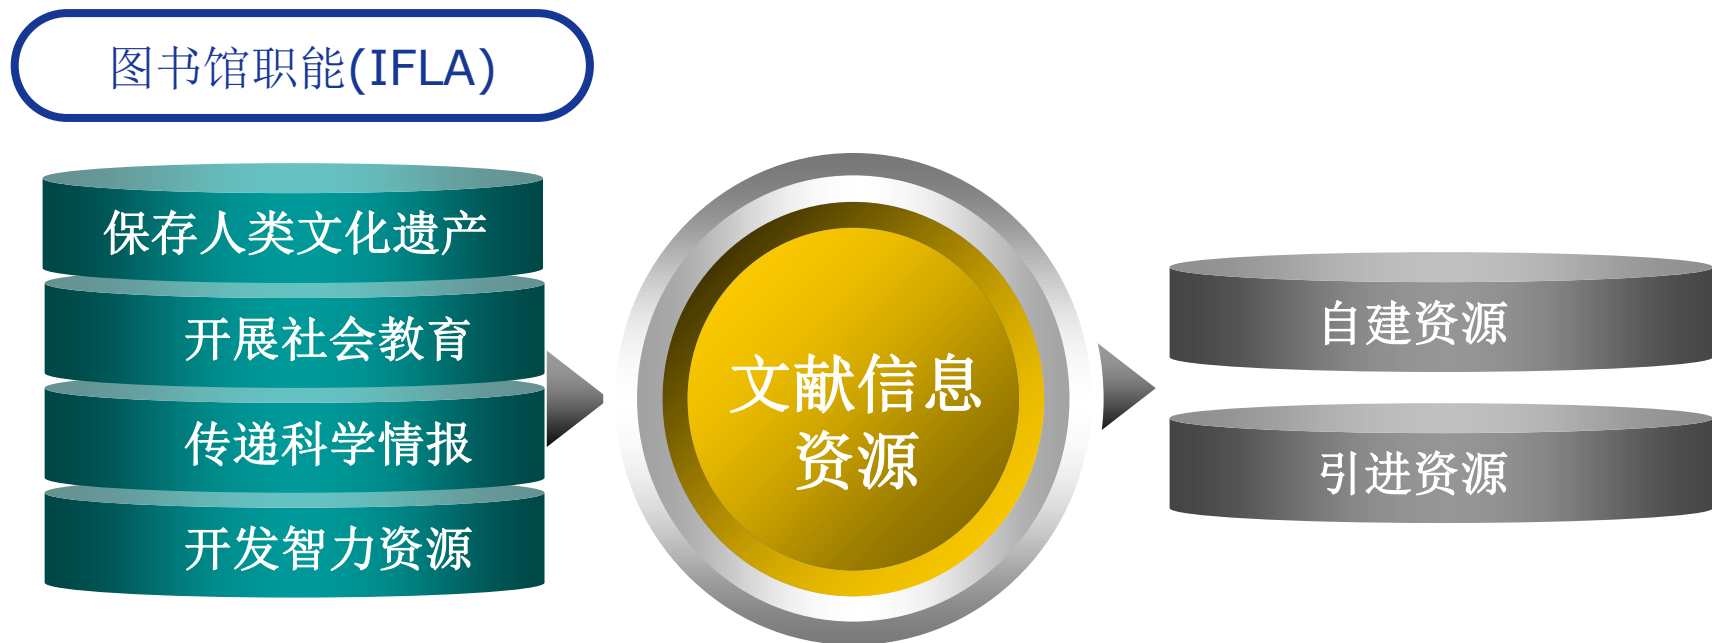 图书馆职能(IFLA)
保存人类文化遗产
开展社会教育
传递科学情报
开发智力资源
文献信息
资源
自建资源
引进资源